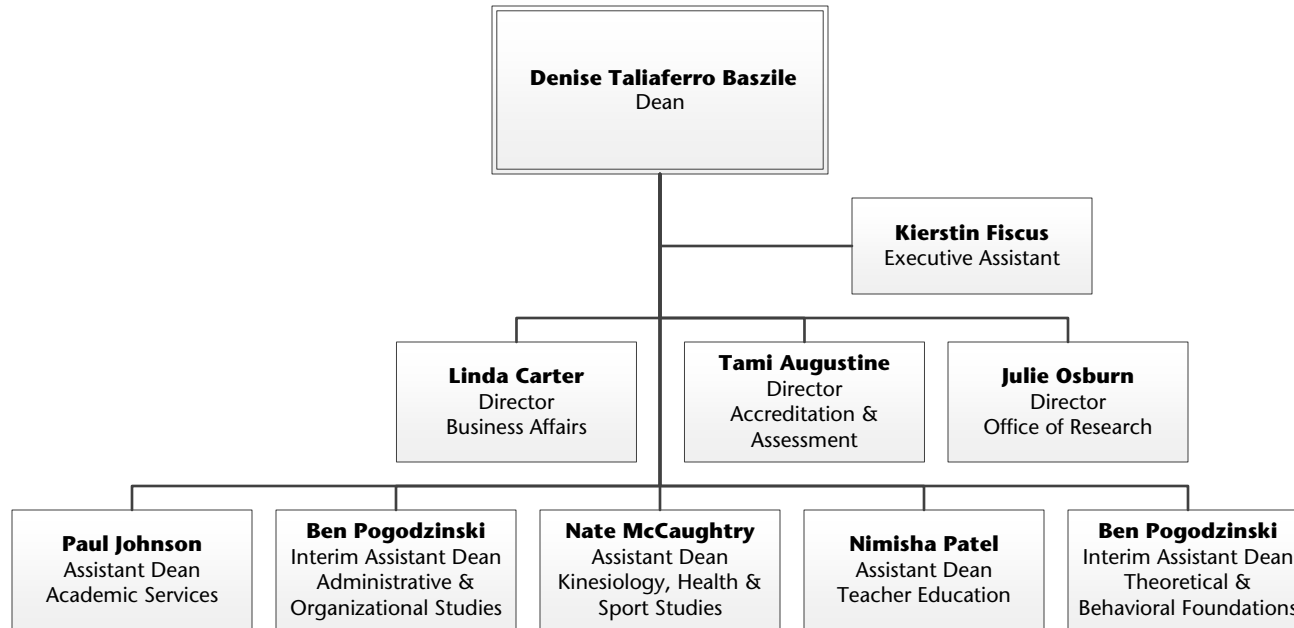 Denise Taliaferro Baszile
Dean
Kierstin Fiscus
Executive Assistant
Linda Carter
Director
Business Affairs
Tami Augustine
Director
Accreditation &
Assessment
Julie Osburn
Director
Office of Research
Paul Johnson
Assistant Dean
Academic Services
Ben Pogodzinski
Interim Assistant Dean
Administrative &
Organizational Studies
Nate McCaughtry
Assistant Dean
Kinesiology, Health &
Sport Studies
Nimisha Patel
Assistant Dean
Teacher Education
Ben Pogodzinski
Interim Assistant Dean
Theoretical &
Behavioral Foundations